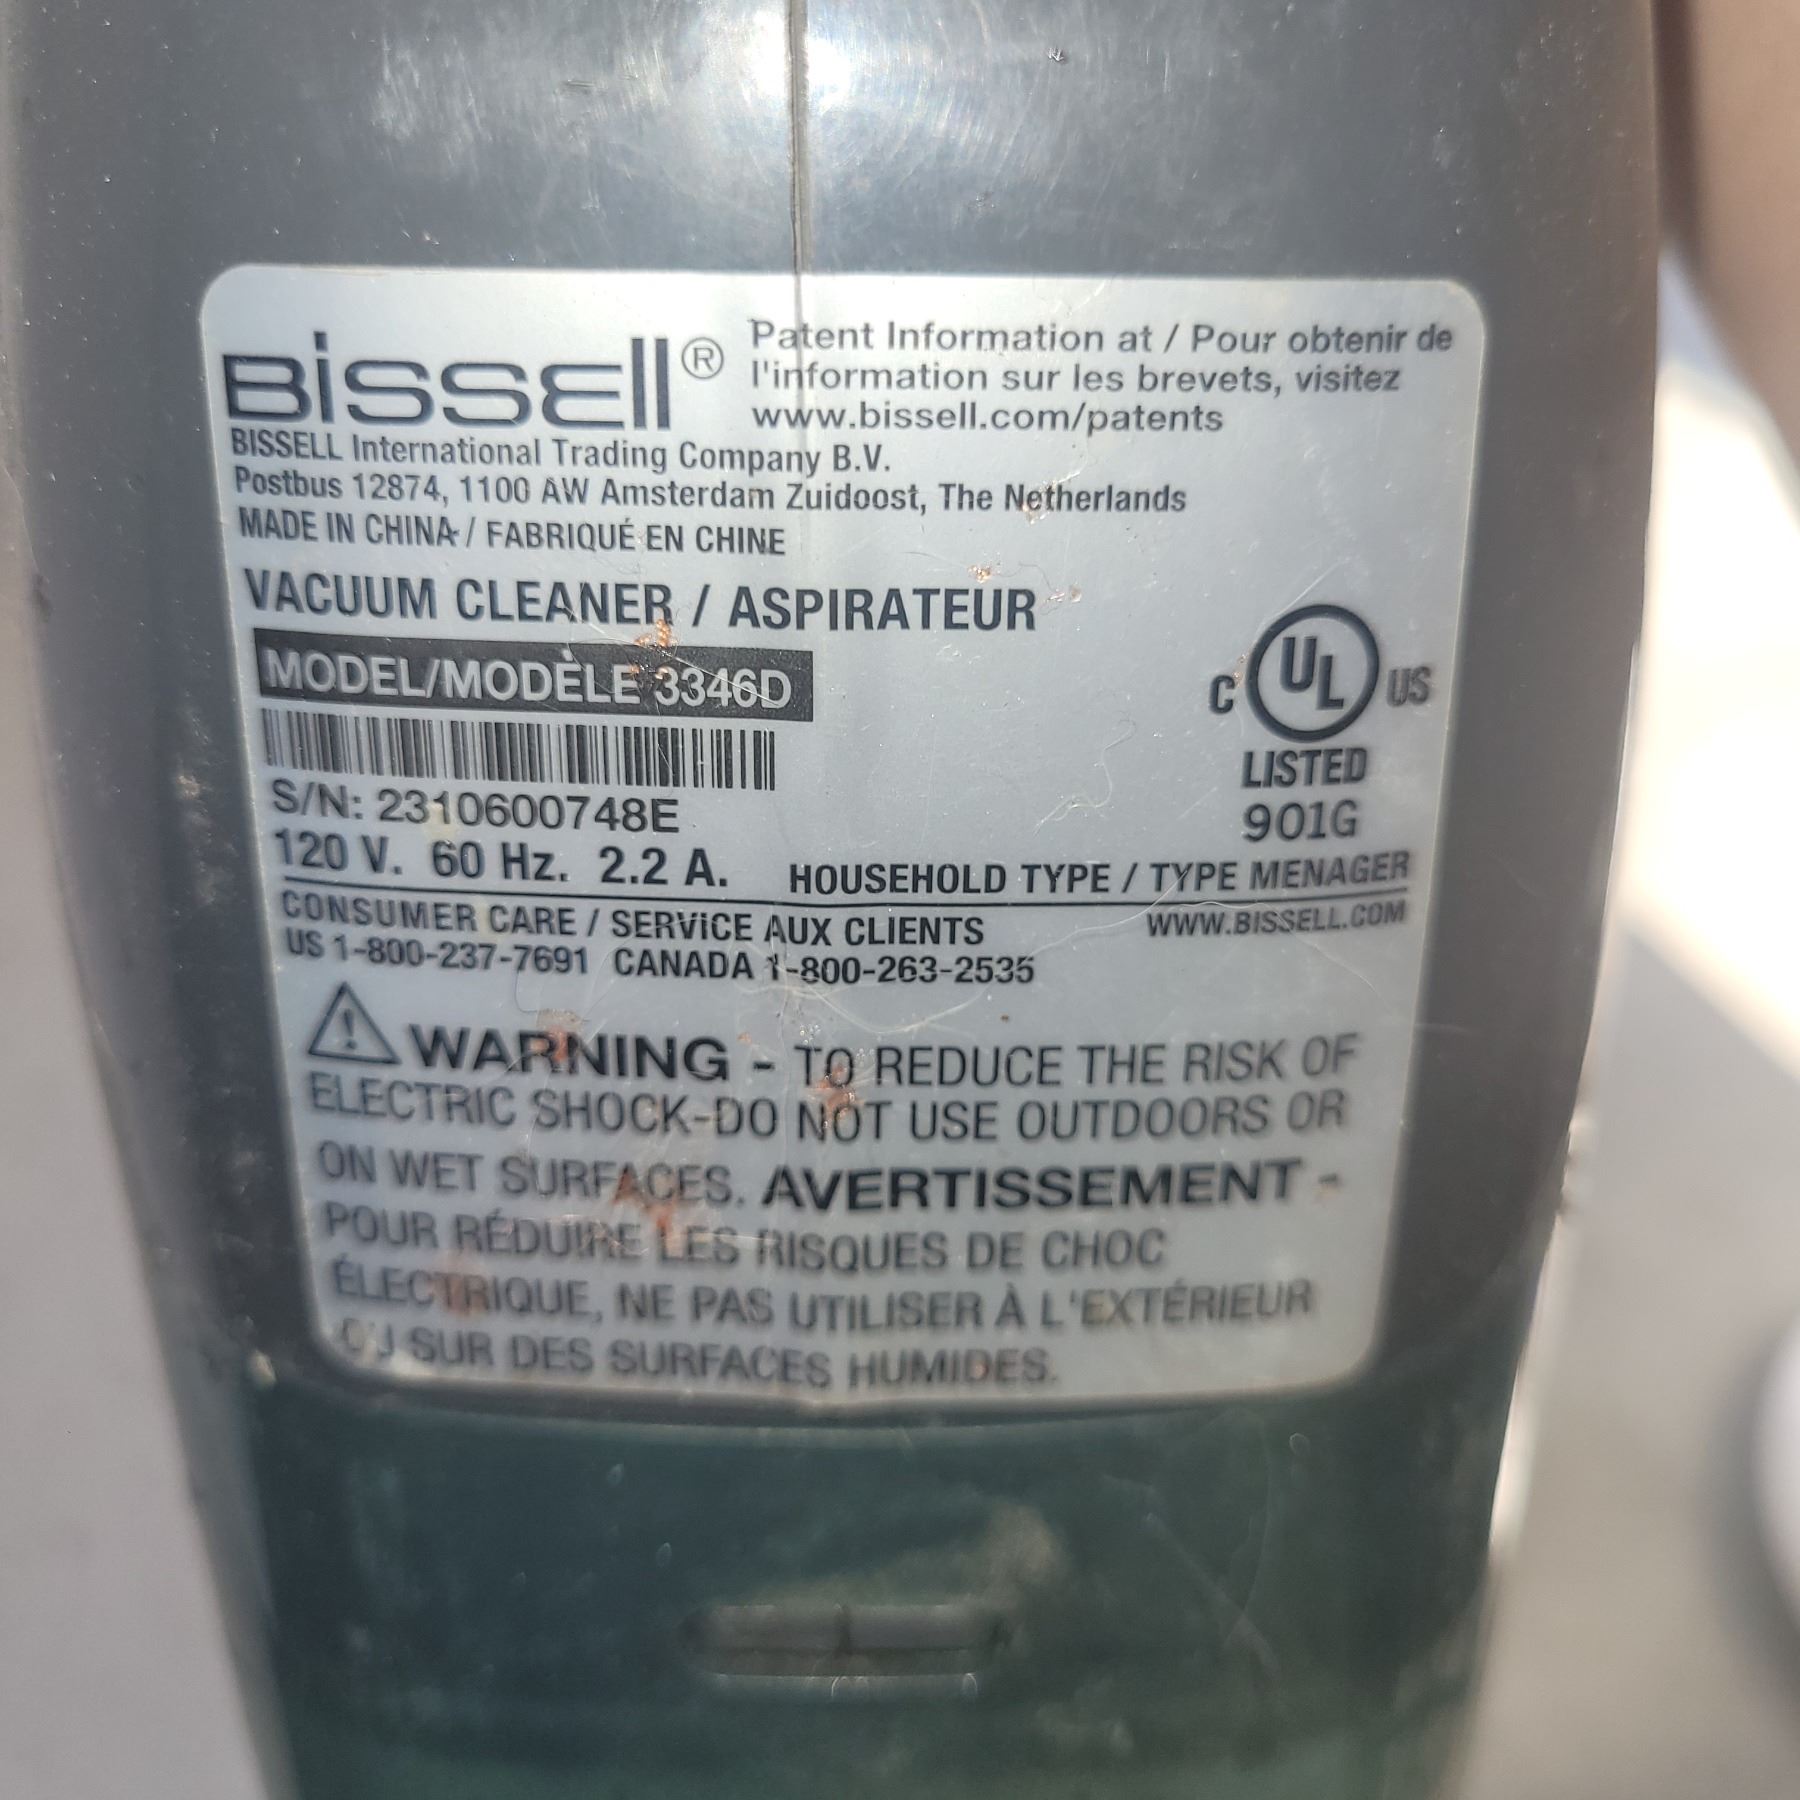 BISSELL®
Patent Information at / Pour obtenir de
l'information sur les brevets, visitez
www.bissell.com/patents
BISSELL International Trading Company B.V.
Postbus 12874, 1100 AW Amsterdam Zuidoost, The Netherlands
MADE IN CHINA / FABRIQUÉ EN CHINE
VACUUM CLEANER / ASPIRATEUR
MODEL/MODÈLE 3346D
C UL US
LISTED
901G
S/N: 2310600748E
120 V. 60 Hz. 2.2 A. HOUSEHOLD TYPE / TYPE MENAGER
CONSUMER CARE / SERVICE AUX CLIENTS WWW.BISSELL.COM
US 1-800-237-7691 CANADA 1-800-263-2535
WARNING - TO REDUCE THE RISK OF
ELECTRIC SHOCK-DO NOT USE OUTDOORS OR
ON WET SURFACES. AVERTISSEMENT -
POUR RÉDUIRE LES RISQUES DE CHOC
ÉLECTRIQUE, NE PAS UTILISER À L'EXTÉRIEUR
OU SUR DES SURFACES HUMIDES.